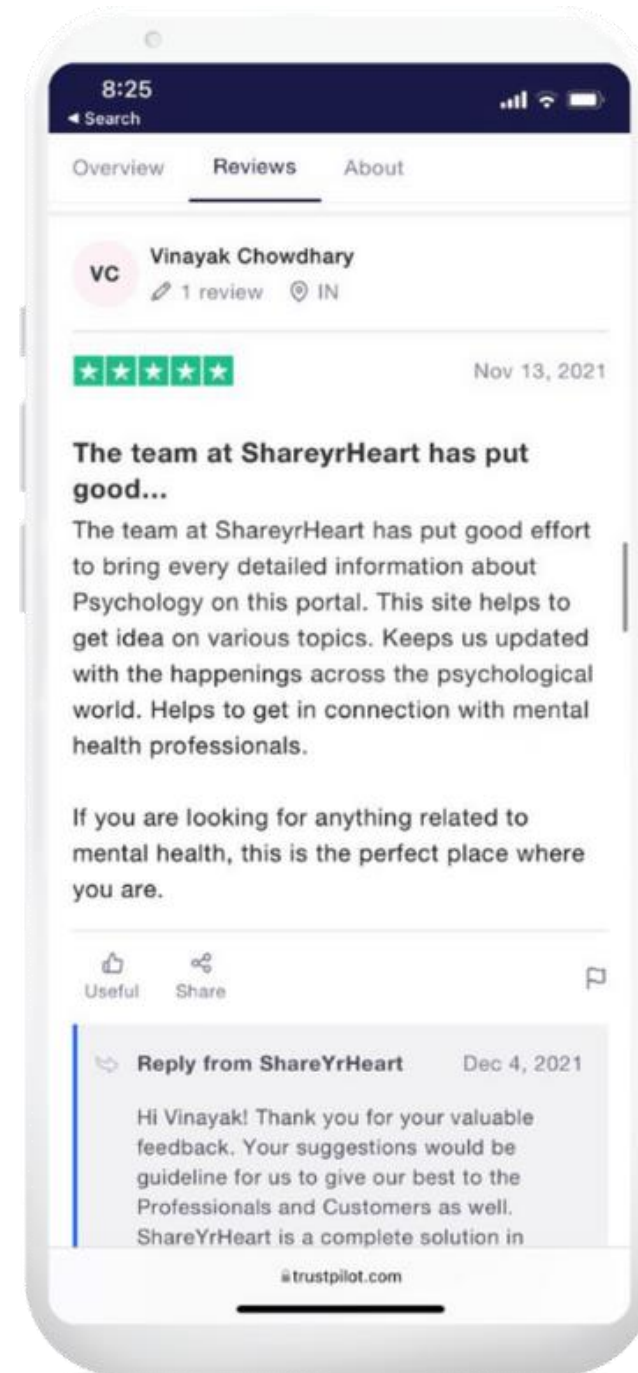 8:25
Search
Overview Reviews About
VC
Vinayak Chowdhary
1 review IN
Nov 13, 2021
The team at ShareyrHeart has put
good...
The team at ShareyrHeart has put good effort
to bring every detailed information about
Psychology on this portal. This site helps to
get idea on various topics. Keeps us updated
with the happenings across the psychological
world. Helps to get in connection with mental
health professionals.
If you are looking for anything related to
mental health, this is the perfect place where
you are.
Useful Share
Reply from ShareYrHeart Dec 4, 2021
Hi Vinayak! Thank you for your valuable
feedback. Your suggestions would be
guideline for us to give our best to the
Professionals and Customers as well.
ShareYrHeart is a complete solution in
trustpilot.com